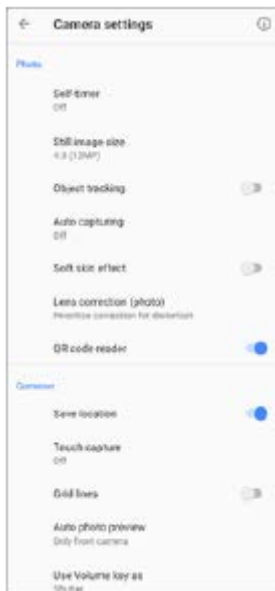 Camera settings
Photo
Self-timer
Off
Still image size
4:3 (12MP)
Object tracking
Auto capturing
Off
Soft skin effect
Lens correction (photo)
Prioritize correction for distortion
QR code reader
Common
Save location
Touch capture
Off
Grid lines
Auto photo preview
Only front camera
Use Volume key as
Shutter